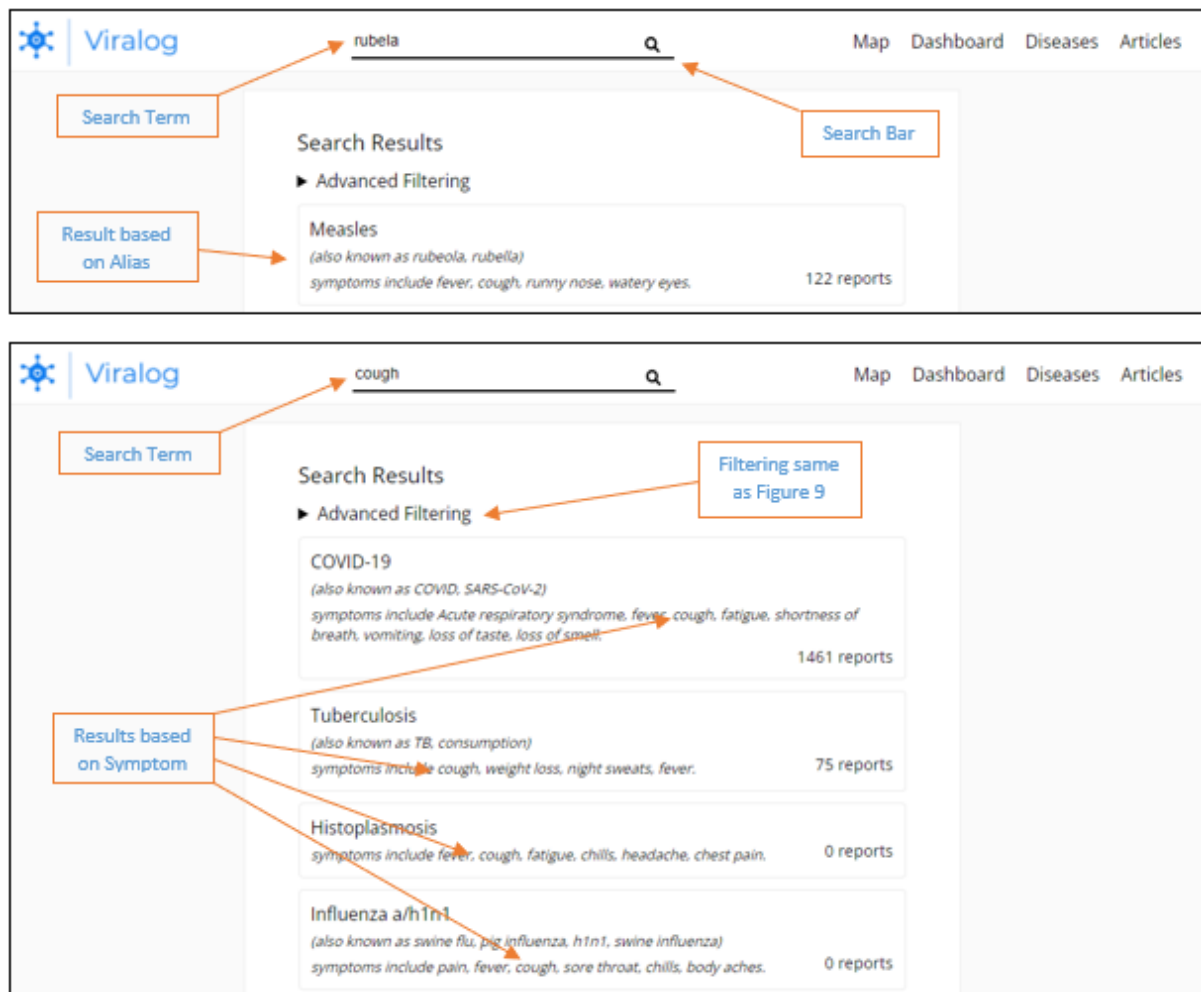 Viralog
rubela
Map Dashboard Diseases Articles
Search Term
Search Bar
Search Results
Advanced Filtering
Result based
on Alias
Measles
(also known as rubeola, rubella)
symptoms include fever, cough, runny nose, watery eyes.
122 reports
Viralog
cough
Map Dashboard Diseases Articles
Search Term
Filtering same
as Figure 9
Search Results
Advanced Filtering
COVID-19
(also known as COVID, SARS-CoV-2)
symptoms include Acute respiratory syndrome, fever, cough, fatigue, shortness of
breath, vomiting, loss of taste, loss of smell.
1461 reports
Results based
on Symptom
Tuberculosis
(also known as TB, consumption)
symptoms include cough, weight loss, night sweats, fever.
75 reports
Histoplasmosis
symptoms include fever, cough, fatigue, chills, headache, chest pain.
0 reports
Influenza a/h1n1
(also known as swine flu, pig influenza, h1n1, swine influenza)
symptoms include pain, fever, cough, sore throat, chills, body aches.
0 reports